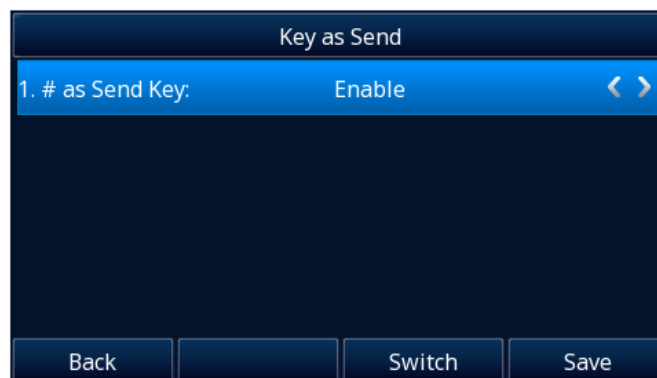 Key as Send
1. # as Send Key: Enable
Back Switch Save